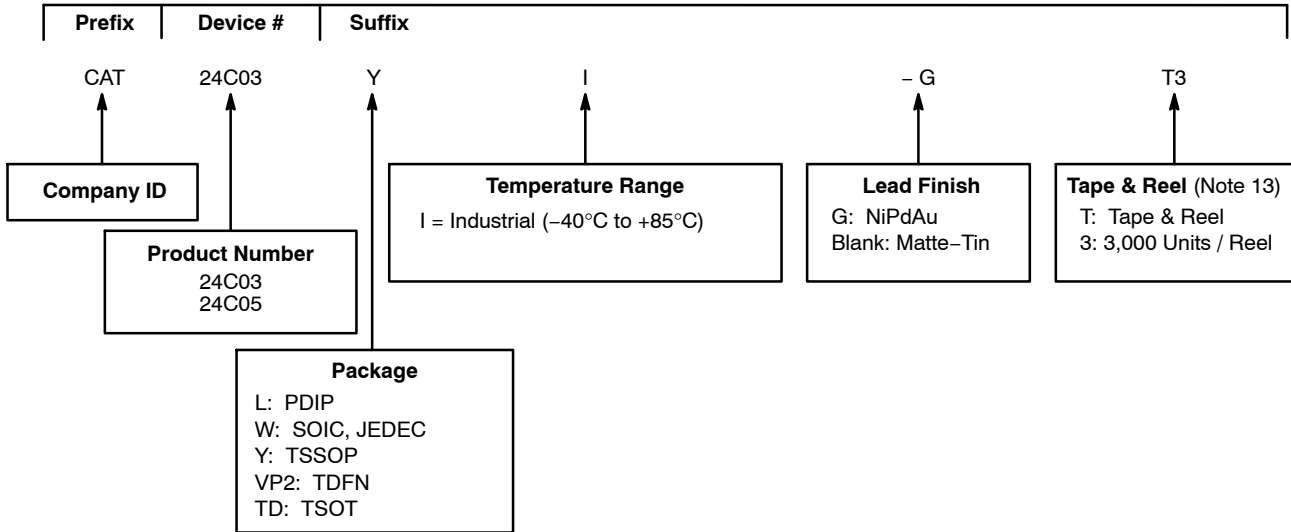 Prefix Device # Suffix
CAT 24C03 Y I – G T3
Company ID
Product Number
24C03
24C05
Package
L: PDIP
W: SOIC, JEDEC
Y: TSSOP
VP2: TDFN
TD: TSOT
Temperature Range
I = Industrial (−40°C to +85°C)
Lead Finish
G: NiPdAu
Blank: Matte−Tin
Tape & Reel (Note 13)
T: Tape & Reel
3: 3,000 Units / Reel